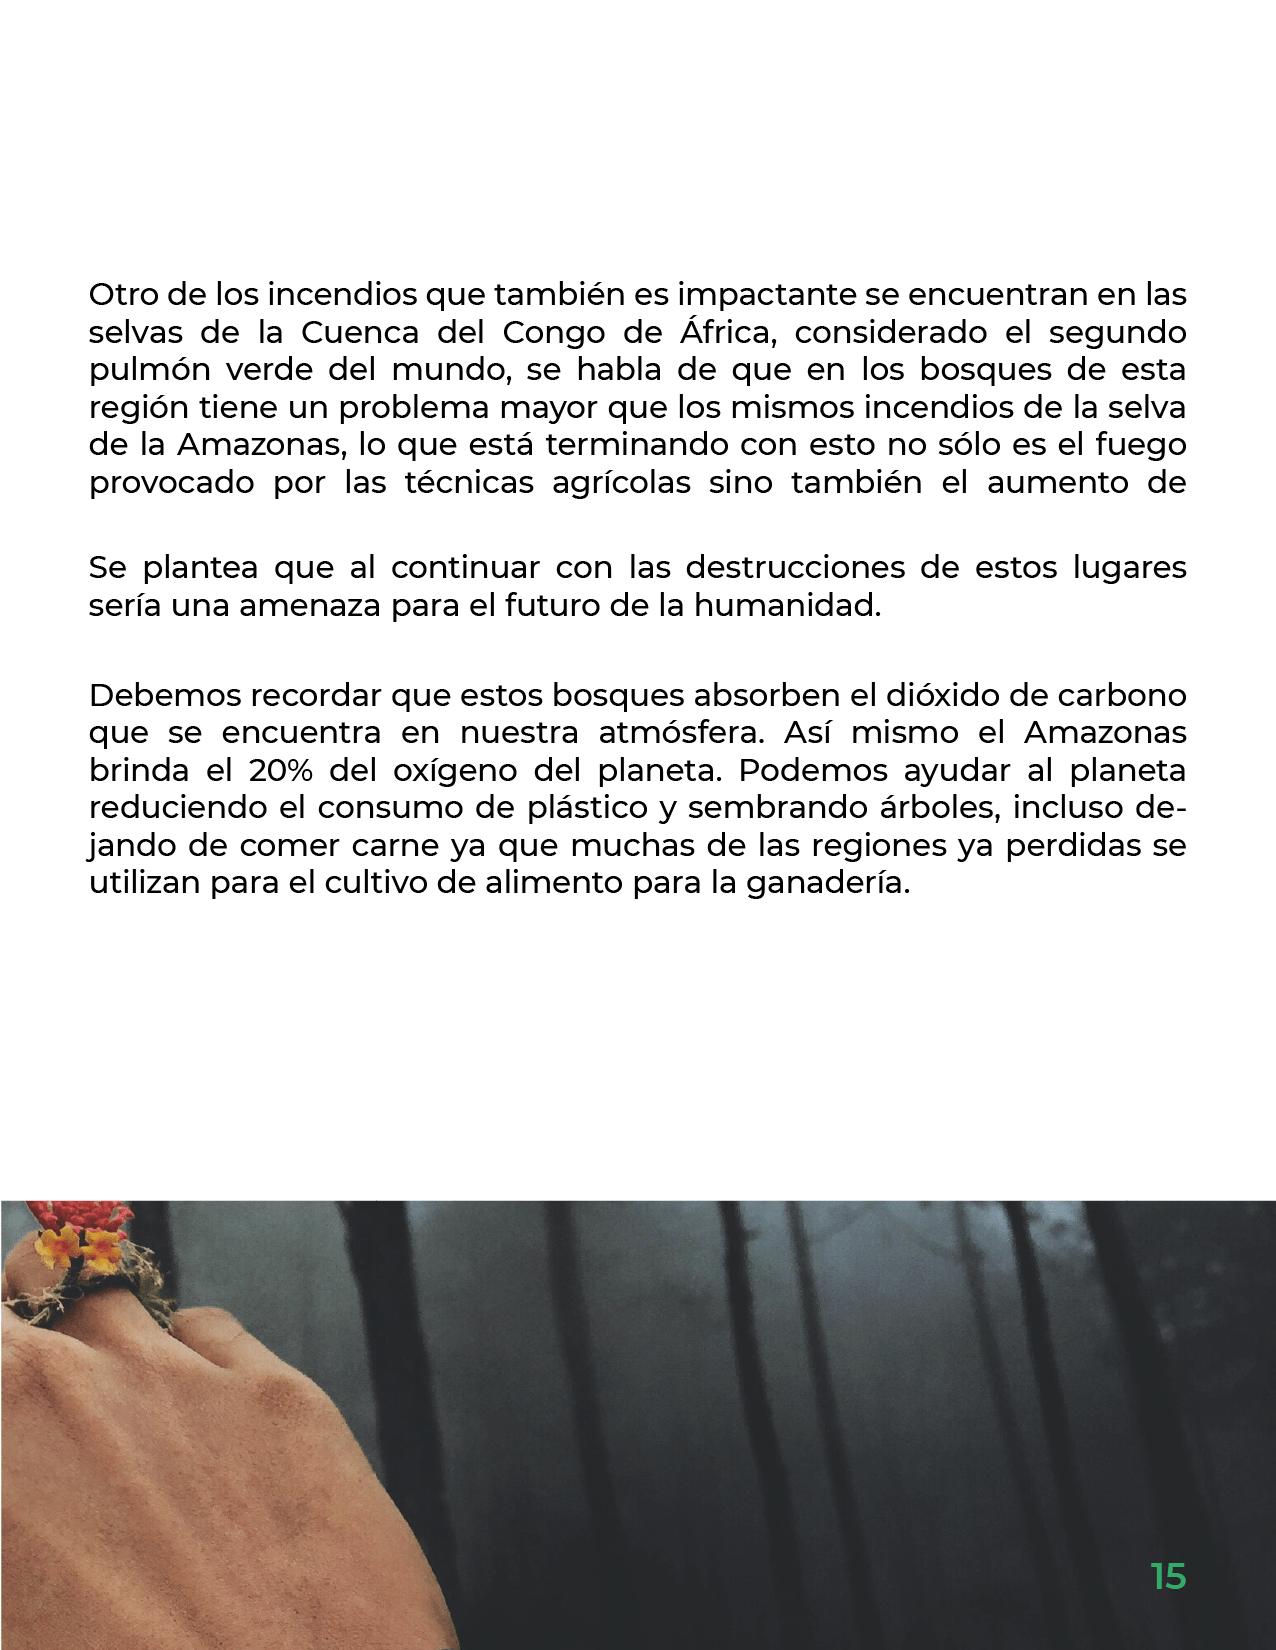 Otro de los incendios que también es impactante se encuentran en las
selvas de la Cuenca del Congo de África, considerado el segundo
pulmón verde del mundo, se habla de que en los bosques de esta
región tiene un problema mayor que los mismos incendios de la selva
de la Amazonas, lo que está terminando con esto no sólo es el fuego
provocado por las técnicas agrícolas sino también el aumento de
Se plantea que al continuar con las destrucciones de estos lugares
sería una amenaza para el futuro de la humanidad.
Debemos recordar que estos bosques absorben el dióxido de carbono
que se encuentra en nuestra atmósfera. Así mismo el Amazonas
brinda el 20% del oxígeno del planeta. Podemos ayudar al planeta
reduciendo el consumo de plástico y sembrando árboles, incluso de-
jando de comer carne ya que muchas de las regiones ya perdidas se
utilizan para el cultivo de alimento para la ganadería.
15